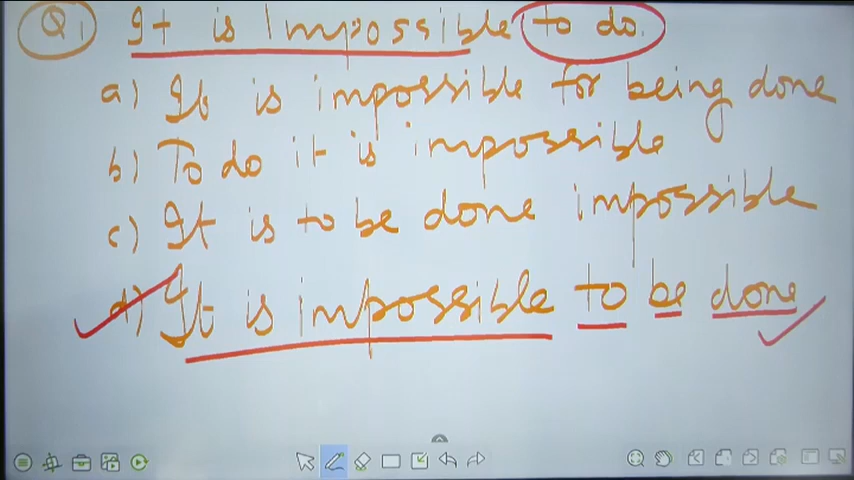 Q. It is Impossible to do.
a) It is impossible for being done
b) To do it is impossible
c) It is to be done impossible
d) It is impossible to be done